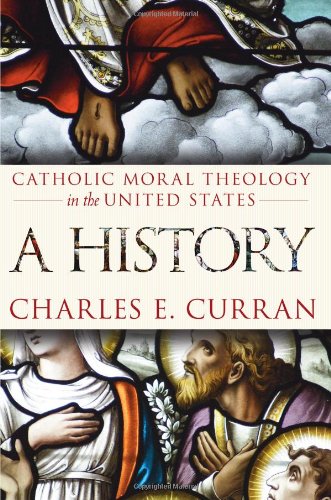 CATHOLIC MORAL THEOLOGY
in the UNITED STATES
A HISTORY
CHARLES E. CURRAN